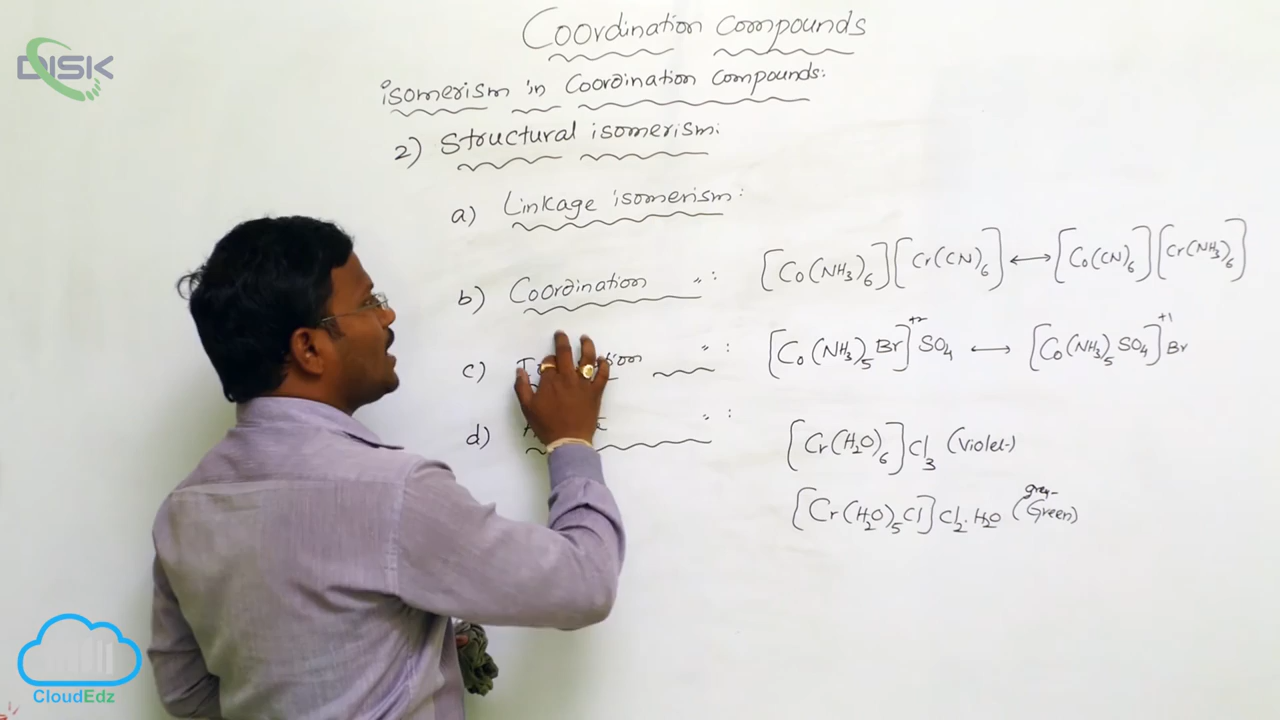 DISK
Coordination Compounds
isomerism in Coordination Compounds:
2) Structural isomerism:
a) Linkage isomerism:
b) Coordination " : [Co(NH3)6][Cr(CN)6] ⟷ [Co(CN)6][Cr(NH3)6]
c) " : [Co(NH3)5Br]+2 SO4 ⟷ [Co(NH3)5SO4]+1 Br
d) " : [Cr(H2O)6]Cl3 (Violet)
[Cr(H2O)5Cl]Cl2.H2O (Green)
CloudEdz